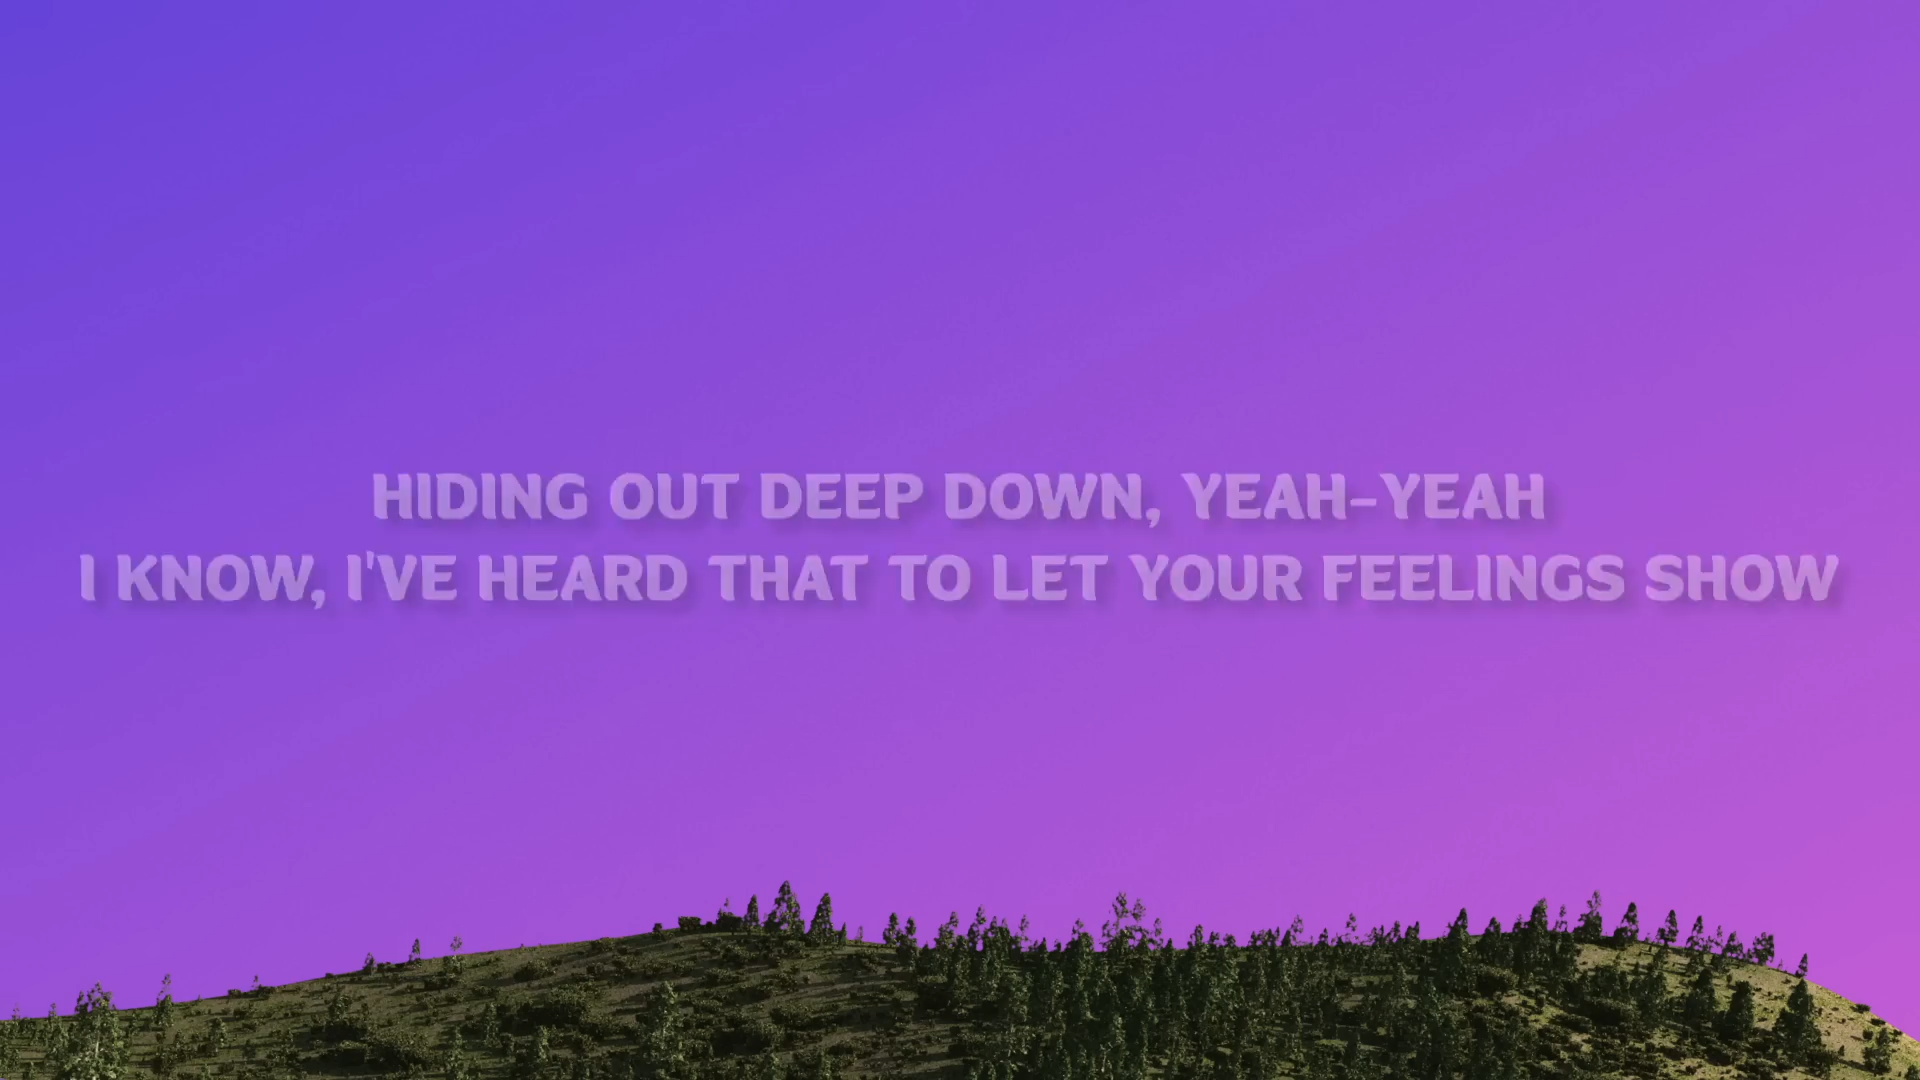 HIDING OUT DEEP DOWN, YEAH-YEAH
I KNOW, I'VE HEARD THAT TO LET YOUR FEELINGS SHOW